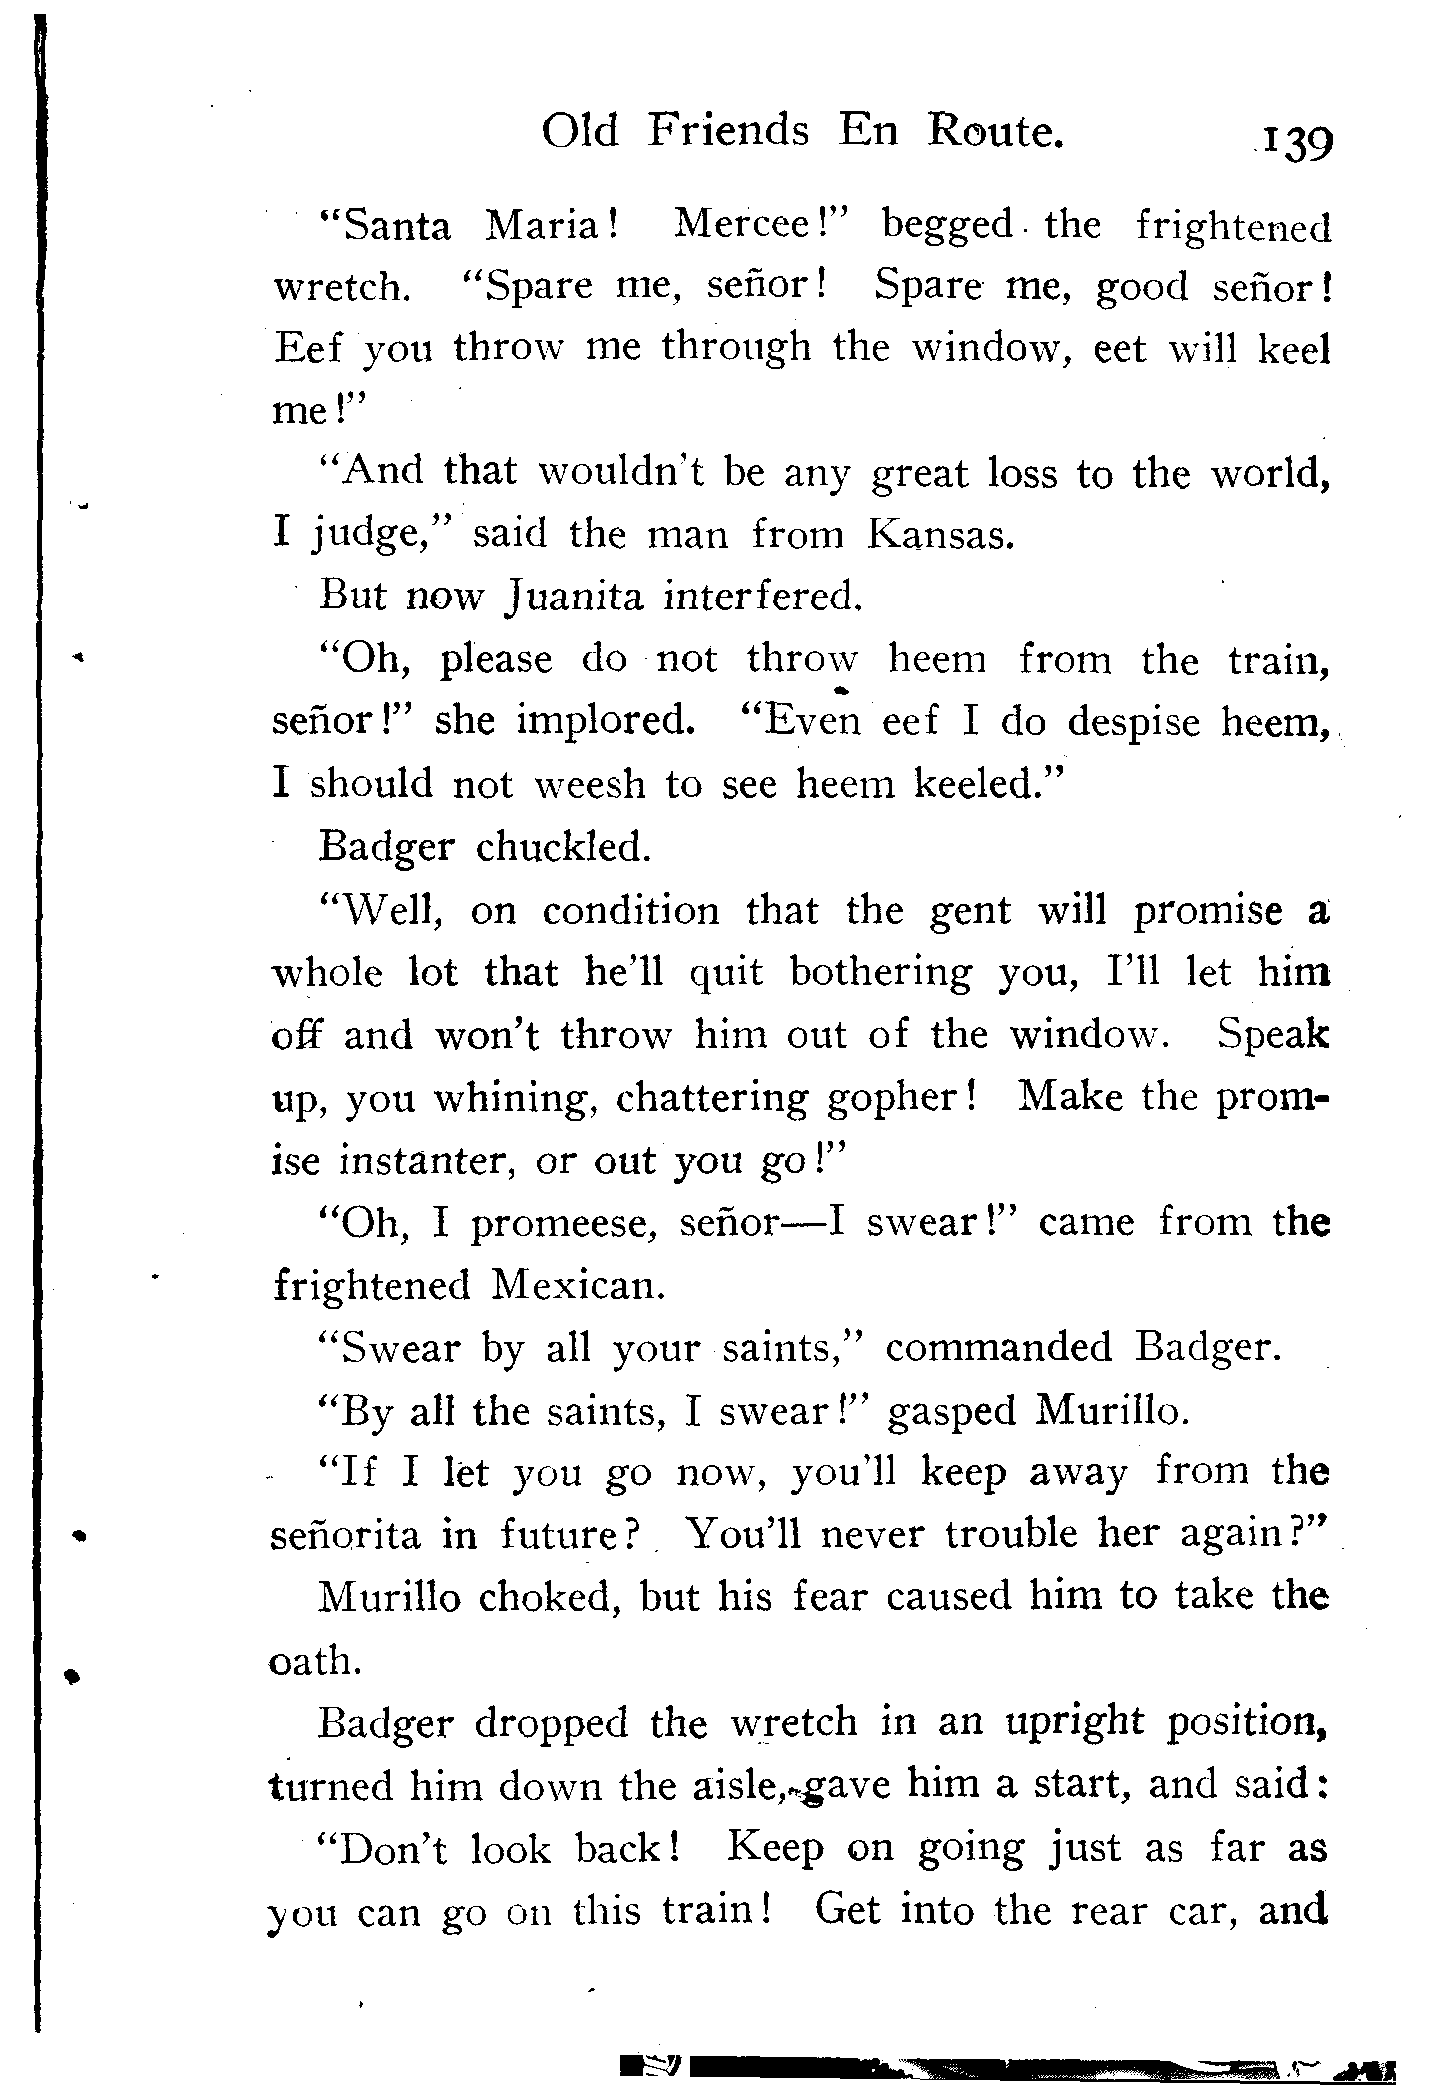 Old Friends En Route. 139
“Santa Maria! Mercee!” begged the frightened
wretch. “Spare me, señor! Spare me, good señor!
Eef you throw me through the window, eet will keel
me!”
“And that wouldn’t be any great loss to the world,
I judge,” said the man from Kansas.
But now Juanita interfered.
“Oh, please do not throw heem from the train,
señor!” she implored. “Even eef I do despise heem,
I should not weesh to see heem keeled.”
Badger chuckled.
“Well, on condition that the gent will promise a
whole lot that he’ll quit bothering you, I’ll let him
off and won’t throw him out of the window. Speak
up, you whining, chattering gopher! Make the prom-
ise instanter, or out you go!”
“Oh, I promeese, señor—I swear!” came from the
frightened Mexican.
“Swear by all your saints,” commanded Badger.
“By all the saints, I swear!” gasped Murillo.
“If I let you go now, you’ll keep away from the
señorita in future? You’ll never trouble her again?”
Murillo choked, but his fear caused him to take the
oath.
Badger dropped the wretch in an upright position,
turned him down the aisle, gave him a start, and said:
“Don’t look back! Keep on going just as far as
you can go on this train! Get into the rear car, and